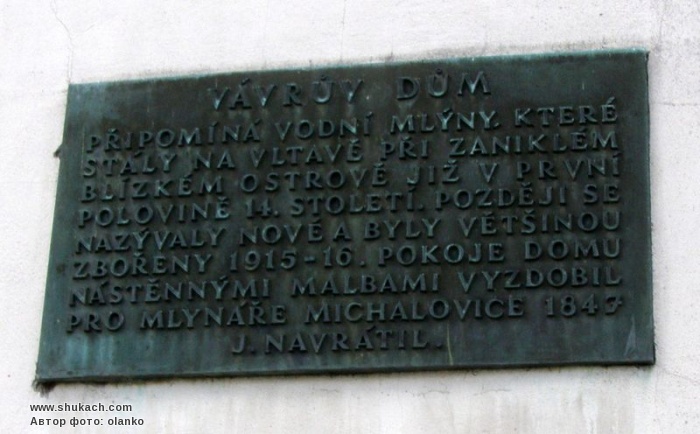 VÁVRŮV DŮM
PŘIPOMÍNÁ VODNÍ MLÝNY, KTERÉ
STÁLY NA VLTAVĚ PŘI ZANIKLÉM
BLÍZKÉM OSTROVĚ JIŽ V PRVNÍ
POLOVINĚ 14. STOLETÍ. POZDĚJI SE
NAZÝVALY NOVÉ A BYLY VĚTŠINOU
ZBOŘENY 1915-16. POKOJE DOMU
NÁSTĚNNÝMI MALBAMI VYZDOBIL
PRO MLYNÁŘE MICHALOVICE 1847
J. NAVRÁTIL.
www.shukach.com
Автор фото: olanko